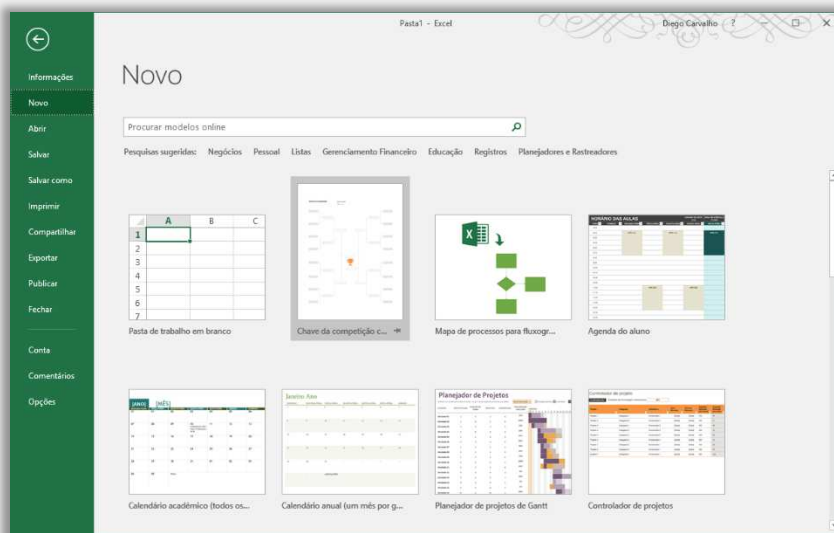 Pasta1 - Excel
Diego Carvalho ?
Informações
Novo
Abrir
Salvar
Salvar como
Imprimir
Compartilhar
Exportar
Publicar
Fechar
Conta
Comentários
Opções
Novo
Procurar modelos online
Pesquisas sugeridas: Negócios Pessoal Listas Gerenciamento Financeiro Educação Registros Planejadores e Rastreadores
A B C
1
2
3
4
5
6
7
HORÁRIO DAS AULAS
Pasta de trabalho em branco
Chave da competição c...
Mapa de processos para fluxogr...
Agenda do aluno
[ANO] [MÊS]
Janeiro Ano
Planejador de Projetos
Controlador de projeto
Calendário acadêmico (todos os...
Calendário anual (um mês por g...
Planejador de projetos de Gantt
Controlador de projetos